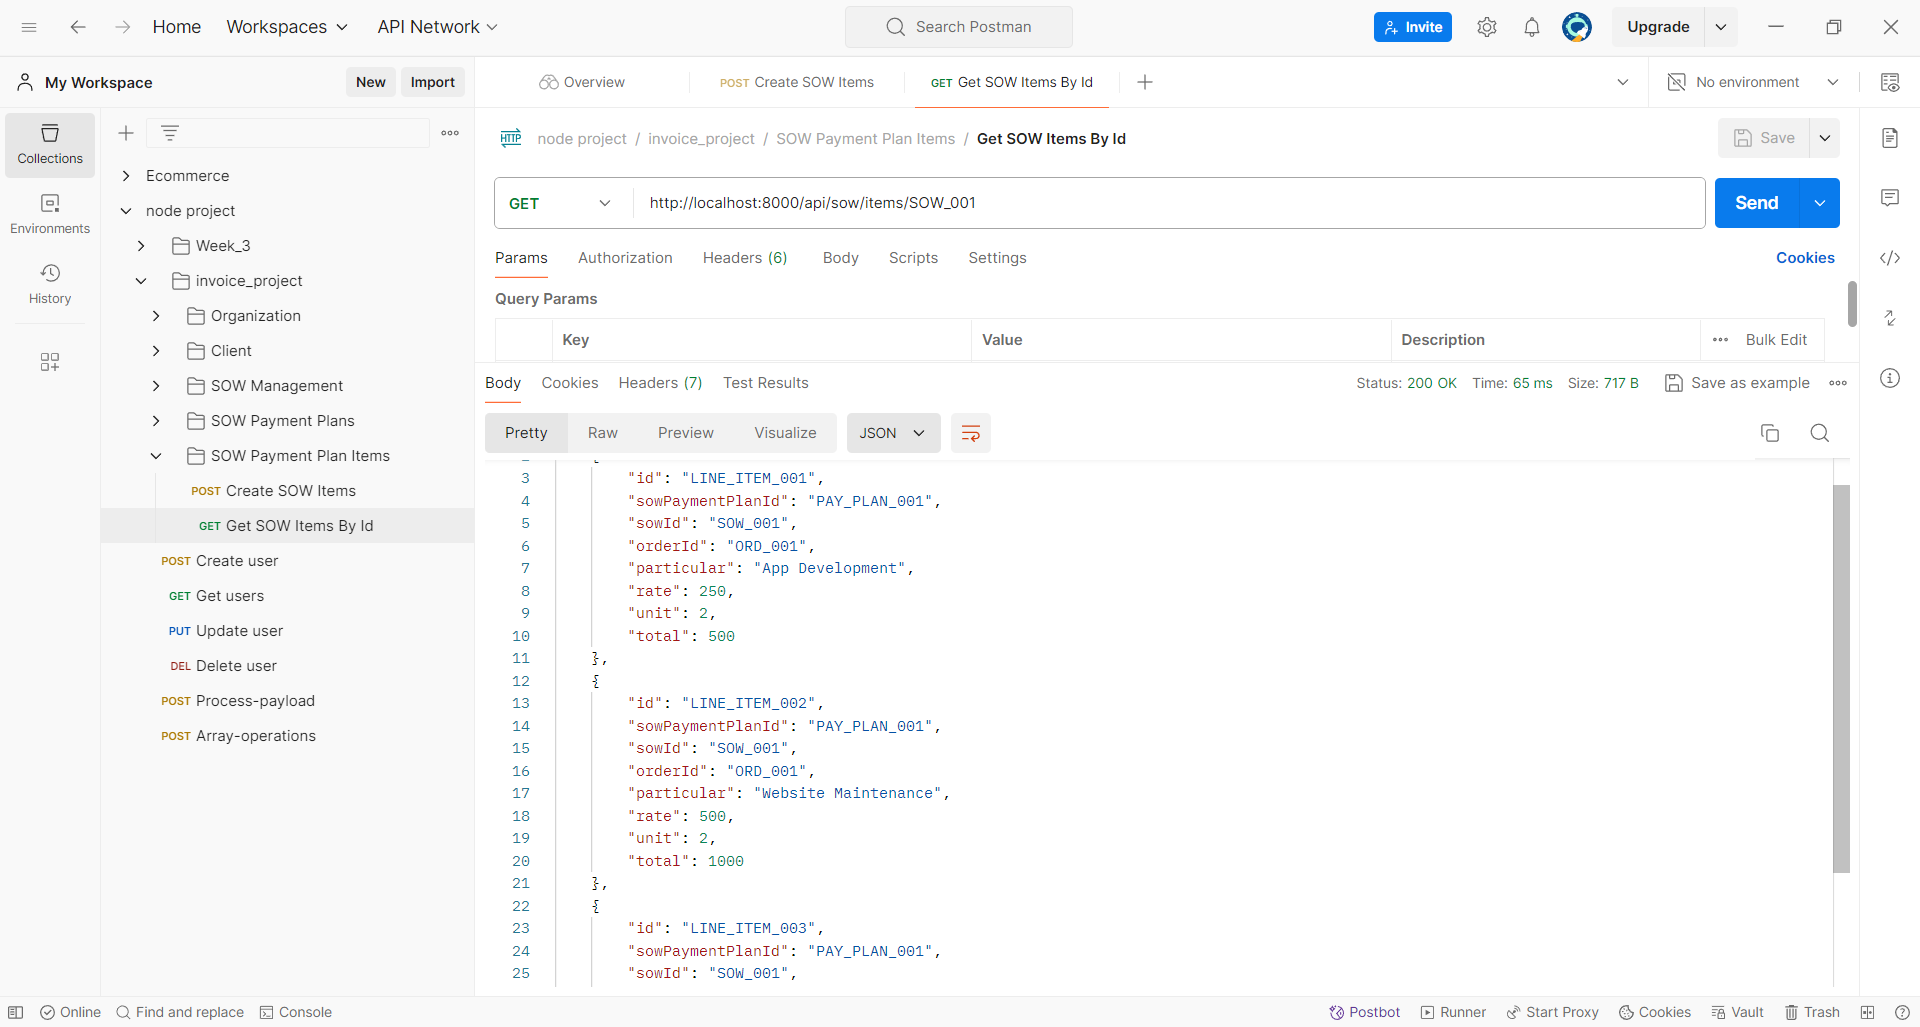 Home Workspaces API Network Search Postman Invite Upgrade
My Workspace New Import
Overview POST Create SOW Items GET Get SOW Items By Id No environment
Collections
Environments
History
Ecommerce
node project
Week_3
invoice_project
Organization
Client
SOW Management
SOW Payment Plans
SOW Payment Plan Items
POST Create SOW Items
GET Get SOW Items By Id
POST Create user
GET Get users
PUT Update user
DEL Delete user
POST Process-payload
POST Array-operations
HTTP node project / invoice_project / SOW Payment Plan Items / Get SOW Items By Id Save
GET http://localhost:8000/api/sow/items/SOW_001 Send
Params Authorization Headers (6) Body Scripts Settings Cookies
Query Params
Key Value Description Bulk Edit
Body Cookies Headers (7) Test Results Status: 200 OK Time: 65 ms Size: 717 B Save as example
Pretty Raw Preview Visualize JSON
3 "id": "LINE_ITEM_001",
4 "sowPaymentPlanId": "PAY_PLAN_001",
5 "sowId": "SOW_001",
6 "orderId": "ORD_001",
7 "particular": "App Development",
8 "rate": 250,
9 "unit": 2,
10 "total": 500
11 },
12 {
13 "id": "LINE_ITEM_002",
14 "sowPaymentPlanId": "PAY_PLAN_001",
15 "sowId": "SOW_001",
16 "orderId": "ORD_001",
17 "particular": "Website Maintenance",
18 "rate": 500,
19 "unit": 2,
20 "total": 1000
21 },
22 {
23 "id": "LINE_ITEM_003",
24 "sowPaymentPlanId": "PAY_PLAN_001",
25 "sowId": "SOW_001",
Online Find and replace Console Postbot Runner Start Proxy Cookies Vault Trash